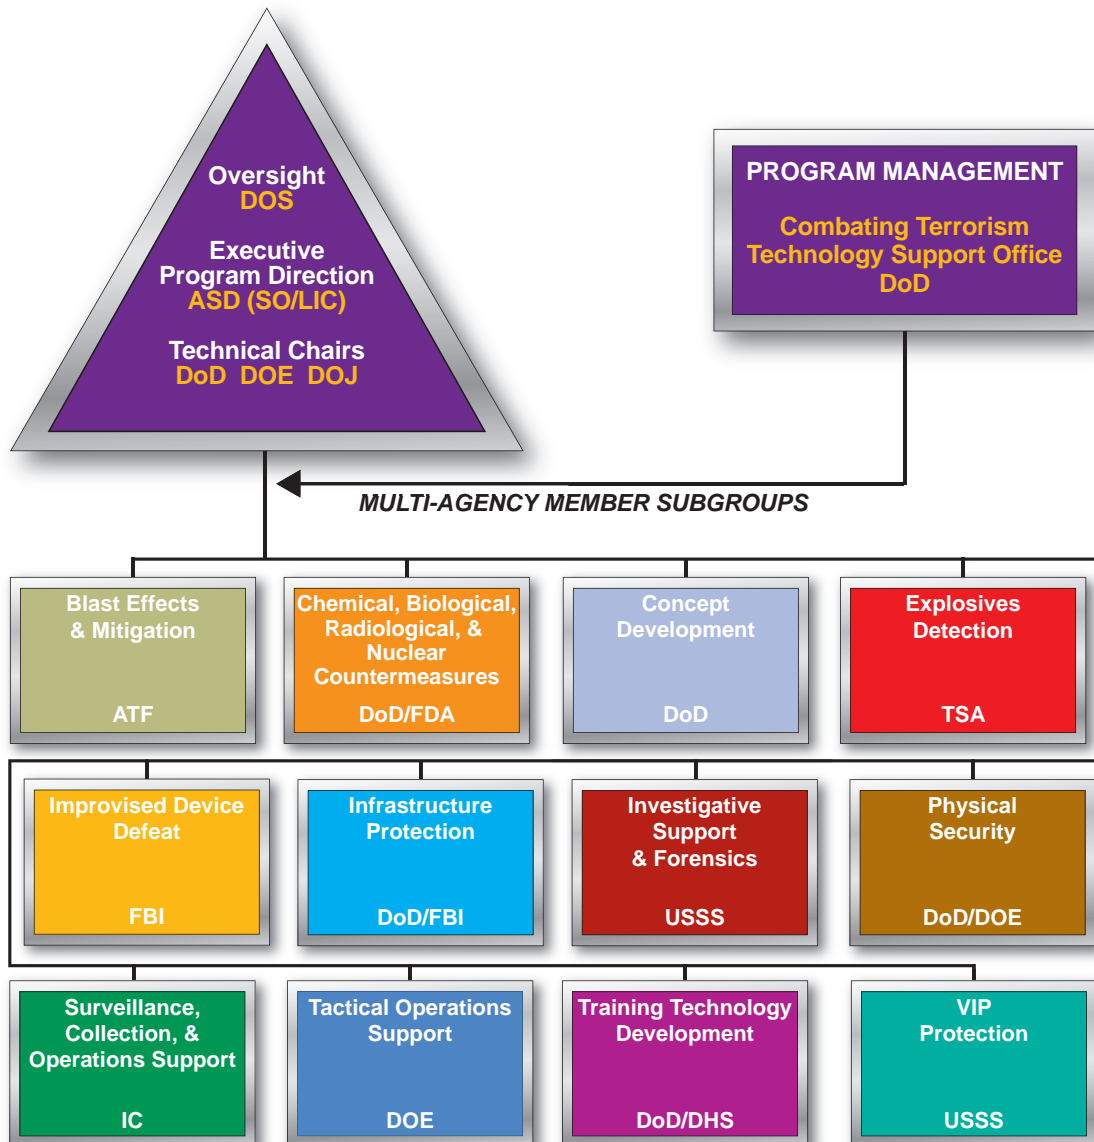 Oversight
DOS
Executive
Program Direction
ASD (SO/LIC)
Technical Chairs
DoD DOE DOJ
PROGRAM MANAGEMENT
Combating Terrorism
Technology Support Office
DoD
MULTI-AGENCY MEMBER SUBGROUPS
Blast Effects
& Mitigation
ATF
Chemical, Biological,
Radiological, &
Nuclear
Countermeasures
DoD/FDA
Concept
Development
DoD
Explosives
Detection
TSA
Improvised Device
Defeat
FBI
Infrastructure
Protection
DoD/FBI
Investigative
Support
& Forensics
USSS
Physical
Security
DoD/DOE
Surveillance,
Collection, &
Operations Support
IC
Tactical Operations
Support
DOE
Training Technology
Development
DoD/DHS
VIP
Protection
USSS